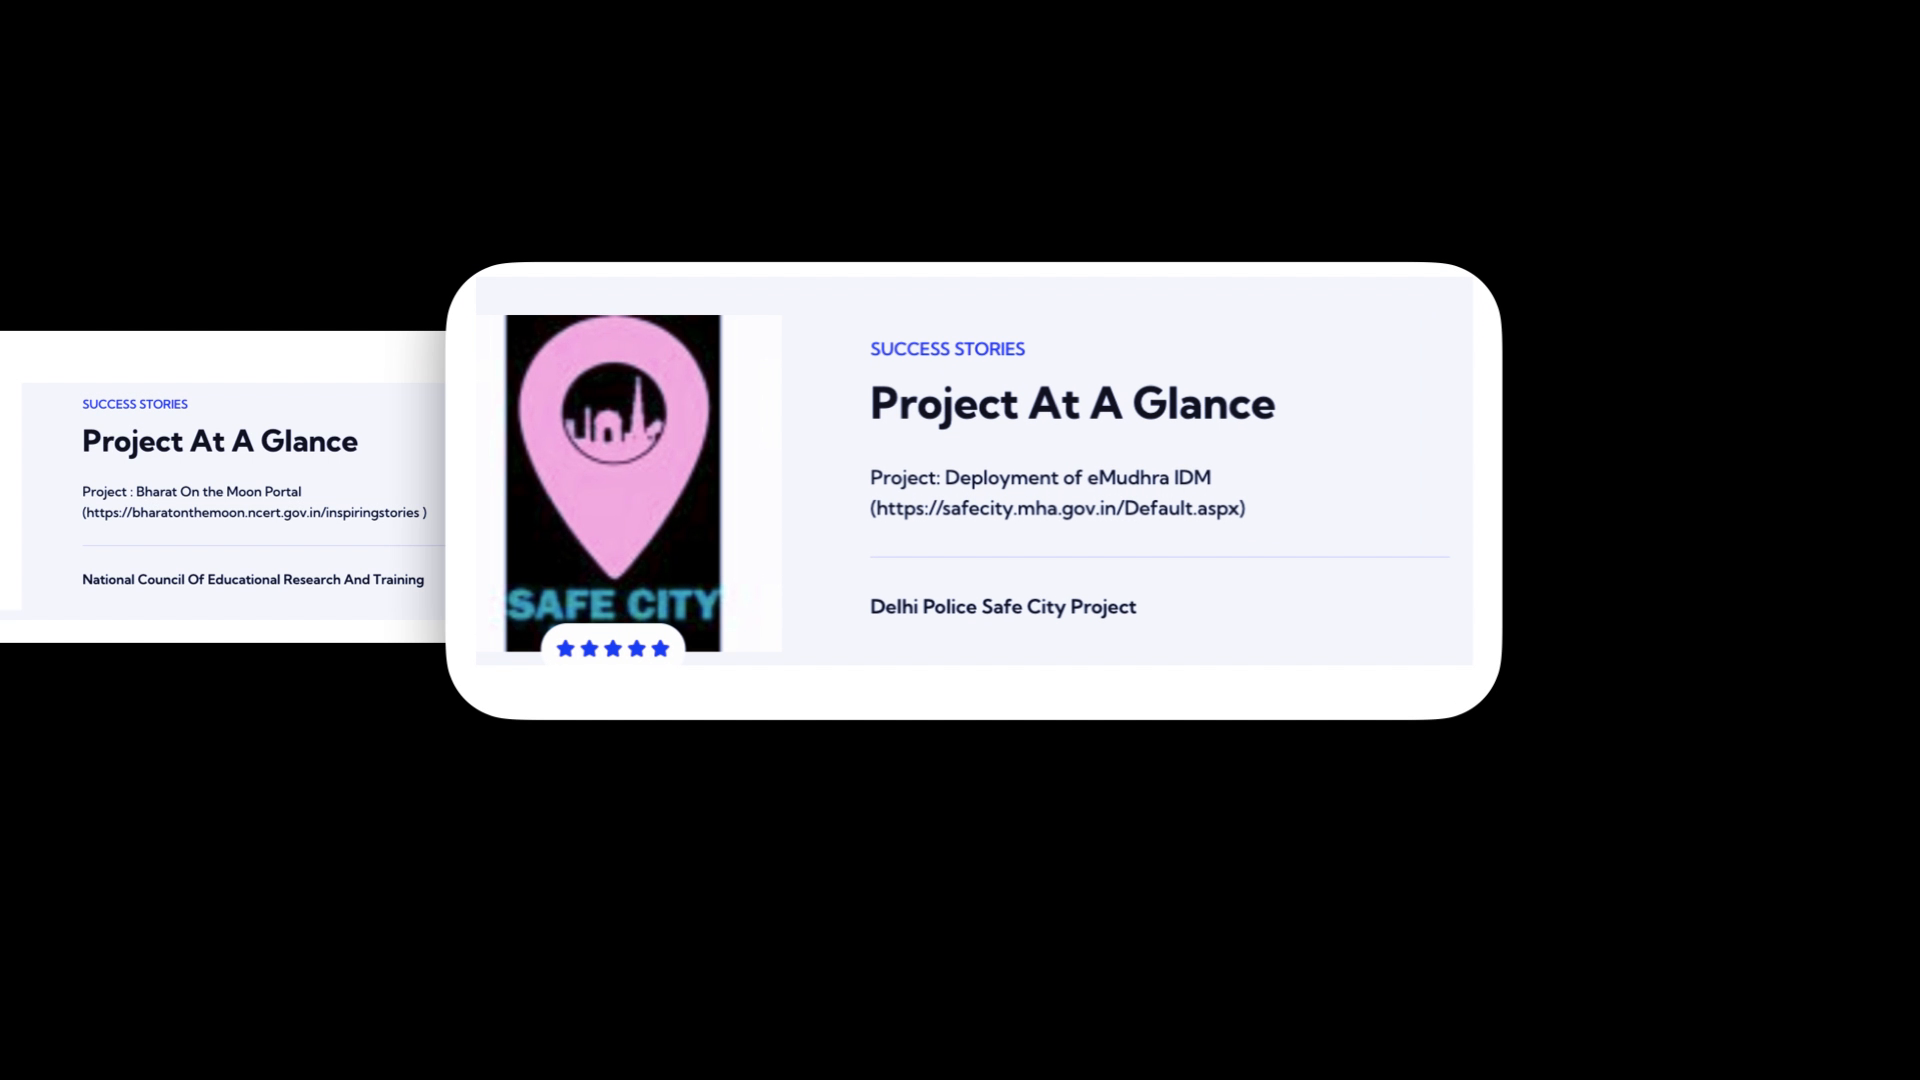 SUCCESS STORIES
Project At A Glance
Project : Bharat On the Moon Portal
(https://bharatonthemoon.ncert.gov.in/inspiringstories )
National Council Of Educational Research And Training
SAFE CITY
SUCCESS STORIES
Project At A Glance
Project: Deployment of eMudhra IDM
(https://safecity.mha.gov.in/Default.aspx)
Delhi Police Safe City Project